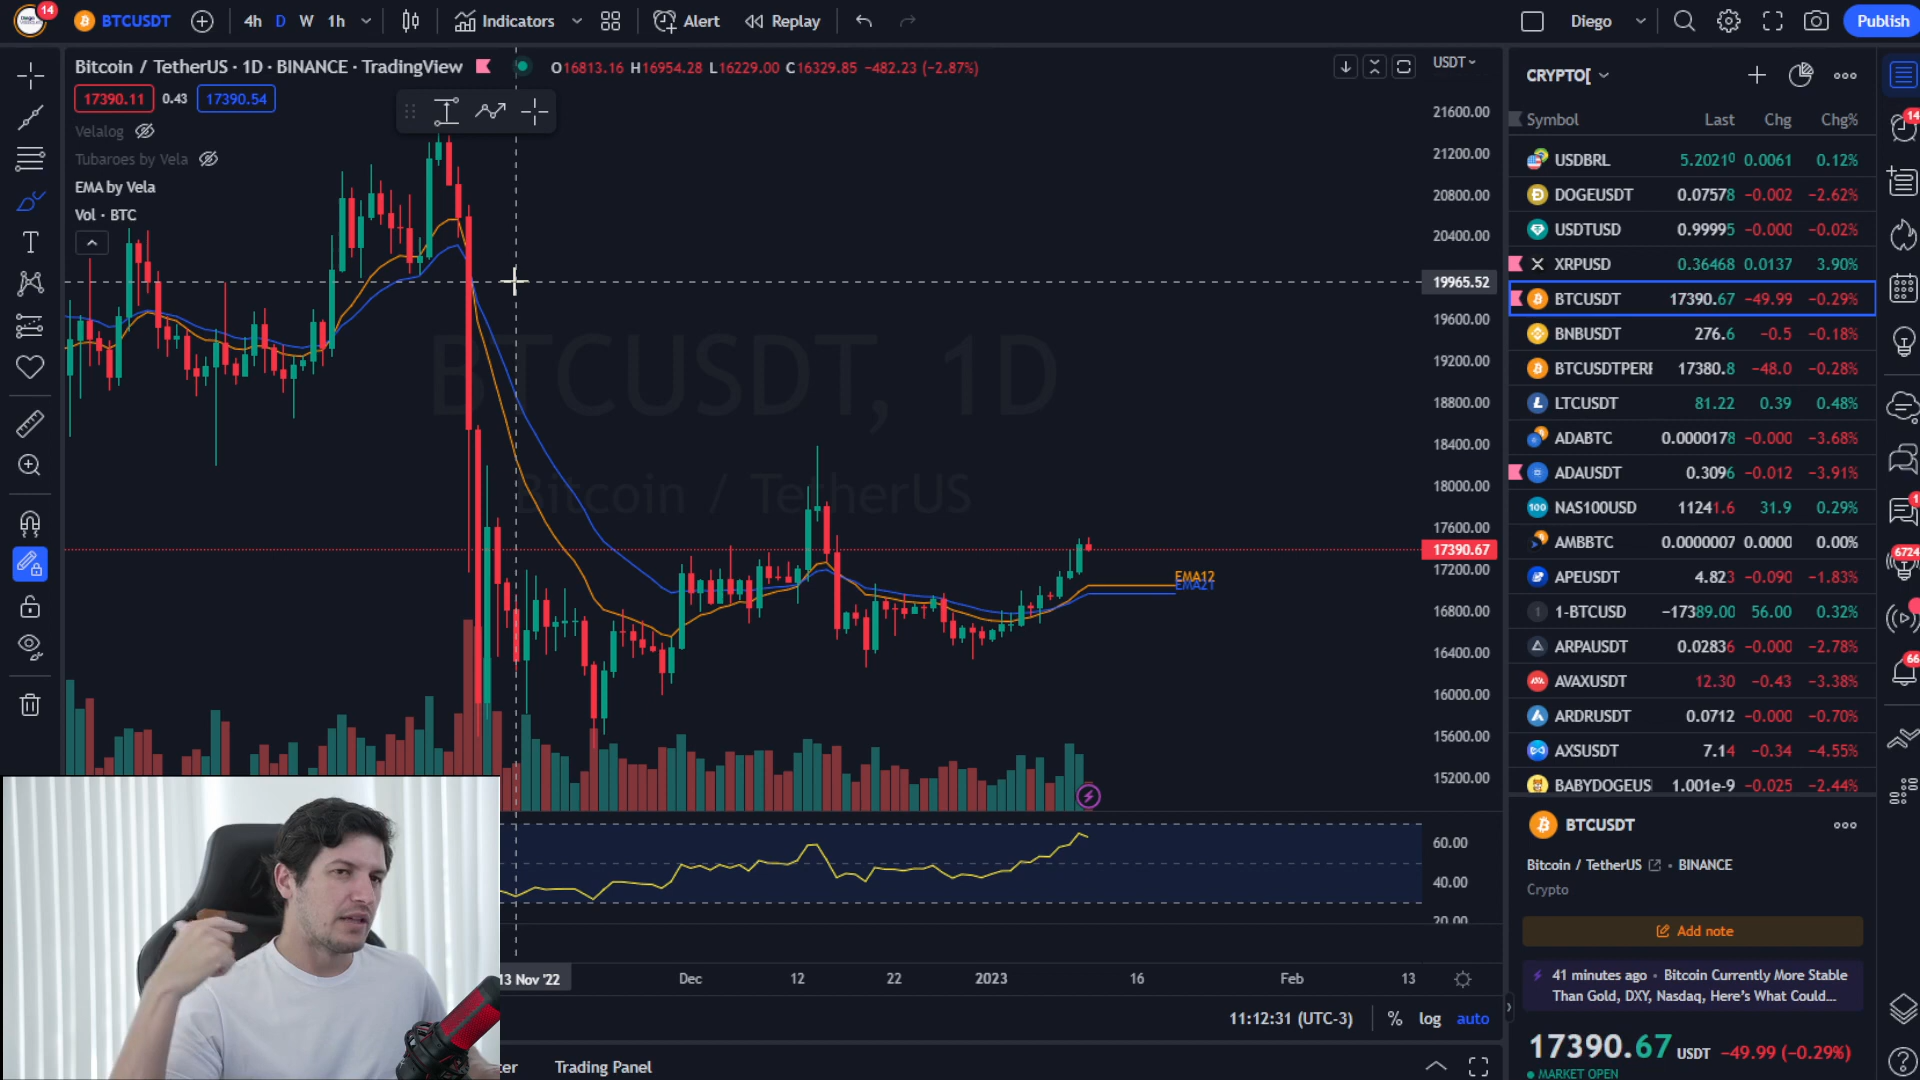 14
BTCUSDT
4h D W 1h
Indicators
Alert
Replay
Diego
Publish
Bitcoin / TetherUS · 1D · BINANCE · TradingView
O16813.16 H16954.28 L16229.00 C16329.85 −482.23 (−2.87%)
17390.11 0.43 17390.54
Velalog
Tubaroes by Vela
EMA by Vela
Vol · BTC
BTCUSDT, 1D
Bitcoin / TetherUS
EMA12
EMA21
USDT
21600.00
21200.00
20800.00
20400.00
19965.52
19600.00
19200.00
18800.00
18400.00
18000.00
17600.00
17390.67
17200.00
16800.00
16400.00
16000.00
15600.00
15200.00
60.00
40.00
20.00
13 Nov '22
Dec
12
22
2023
16
Feb
13
11:12:31 (UTC-3)
%
log
auto
Trading Panel
CRYPTO[
Symbol Last Chg Chg%
USDBRL 5.20210 0.0061 0.12%
DOGEUSDT 0.07578 −0.002 −2.62%
USDTUSD 0.99995 −0.000 −0.02%
XRPUSD 0.36468 0.0137 3.90%
BTCUSDT 17390.67 −49.99 −0.29%
BNBUSDT 276.6 −0.5 −0.18%
BTCUSDTPERP 17380.8 −48.0 −0.28%
LTCUSDT 81.22 0.39 0.48%
ADABTC 0.0000178 −0.000 −3.68%
ADAUSDT 0.3096 −0.012 −3.91%
100 NAS100USD 11241.6 31.9 0.29%
AMBBTC 0.0000007 0.0000 0.00%
APEUSDT 4.823 −0.090 −1.83%
1 1-BTCUSD −17389.00 56.00 0.32%
ARPAUSDT 0.02836 −0.000 −2.78%
AVAXUSDT 12.30 −0.43 −3.38%
ARDRUSDT 0.0712 −0.000 −0.70%
AXSUSDT 7.14 −0.34 −4.55%
BABYDOGEUS 1.001e-9 −0.025 −2.44%
BTCUSDT
Bitcoin / TetherUS · BINANCE
Crypto
Add note
41 minutes ago · Bitcoin Currently More Stable
Than Gold, DXY, Nasdaq, Here's What Could...
17390.67 USDT −49.99 (−0.29%)
MARKET OPEN
14
1
6724
66